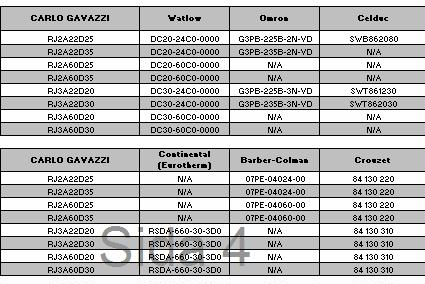 CARLO GAVAZZI Watlow Omron Celduc
RJ2A22D25 DC20-24C0-0000 G3PB-225B-2N-VD SWB862080
RJ2A22D35 DC20-24C0-0000 G3PB-235B-2N-VD N/A
RJ2A60D25 DC20-60C0-0000 N/A N/A
RJ2A60D35 DC20-60C0-0000 N/A N/A
RJ3A22D20 DC30-24C0-0000 G3PB-225B-3N-VD SWT861230
RJ3A22D30 DC30-24C0-0000 G3PB-235B-3N-VD SWT862030
RJ3A60D20 DC30-60C0-0000 N/A N/A
RJ3A60D30 DC30-60C0-0000 N/A N/A
CARLO GAVAZZI Continental (Eurotherm) Barber-Colman Crouzet
RJ2A22D25 N/A 07PE-04024-00 84 130 220
RJ2A22D35 N/A 07PE-04024-00 84 130 220
RJ2A60D25 N/A 07PE-04060-00 84 130 220
RJ2A60D35 N/A 07PE-04060-00 84 130 220
RJ3A22D20 RSDA-660-30-3D0 N/A 84 130 310
RJ3A22D30 RSDA-660-30-3D0 N/A 84 130 310
RJ3A60D20 RSDA-660-30-3D0 N/A 84 130 310
RJ3A60D30 RSDA-660-30-3D0 N/A 84 130 310
Sida 4